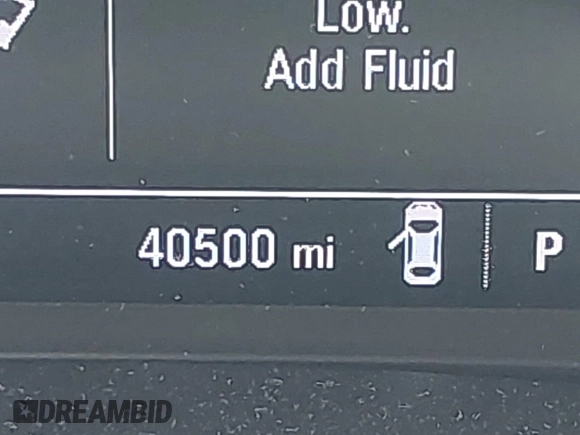 Low.
Add Fluid
40500 mi
P
DREAMBID